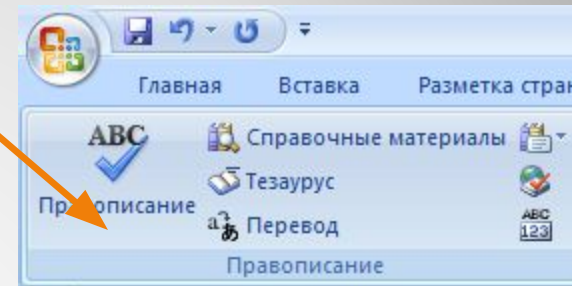 Главная Вставка Разметка стран
ABC Справочные материалы
Тезаурус
Правописание
Перевод
ABC
123
Правописание